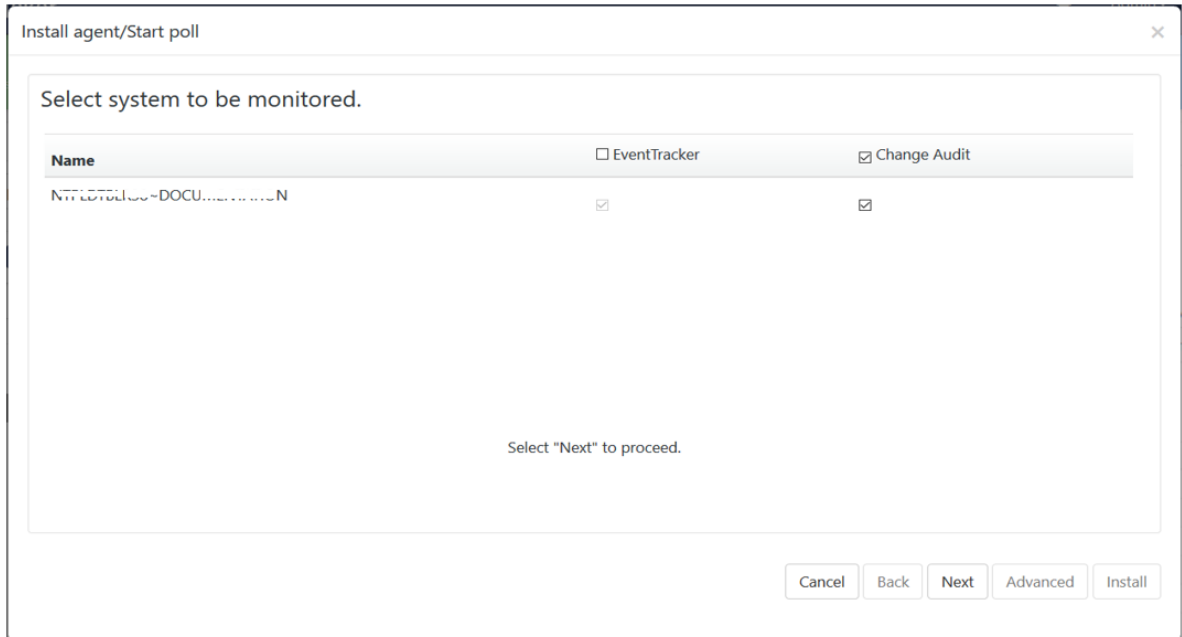 Install agent/Start poll
Select system to be monitored.
Name EventTracker Change Audit
Select "Next" to proceed.
Cancel Back Next Advanced Install